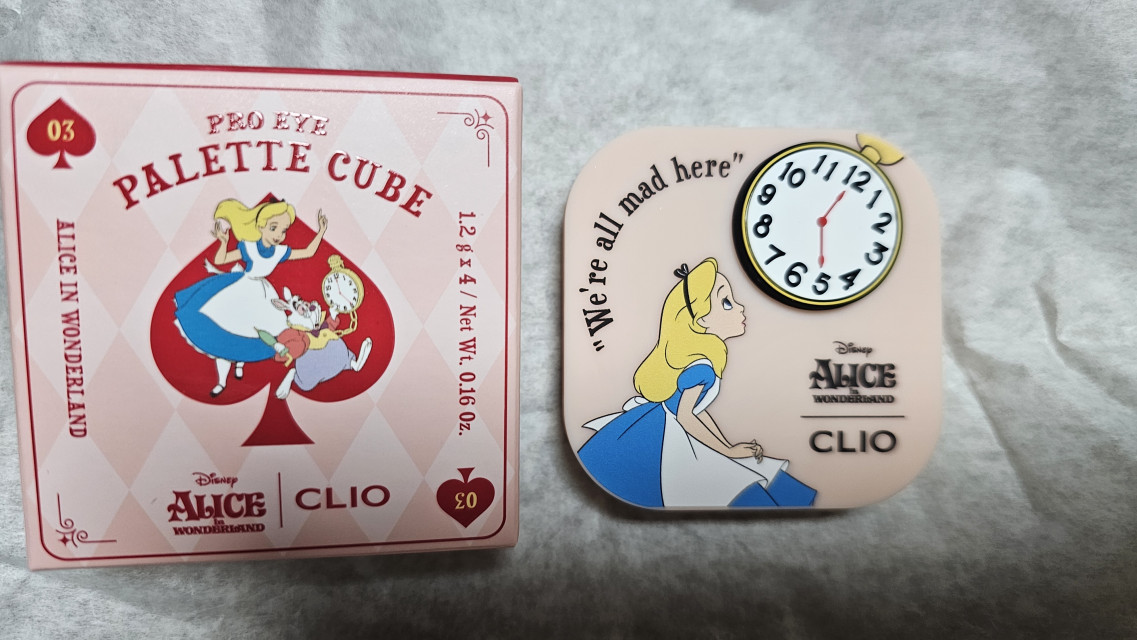 03
PRO EYE
PALETTE CUBE
ALICE IN WONDERLAND
1.2 g x 4 / Net Wt. 0.16 Oz.
Disney
ALICE
in
WONDERLAND
CLIO
03
"We're all mad here"
11
12
1
2
3
4
5
6
7
8
9
10
Disney
ALICE
in
WONDERLAND
CLIO